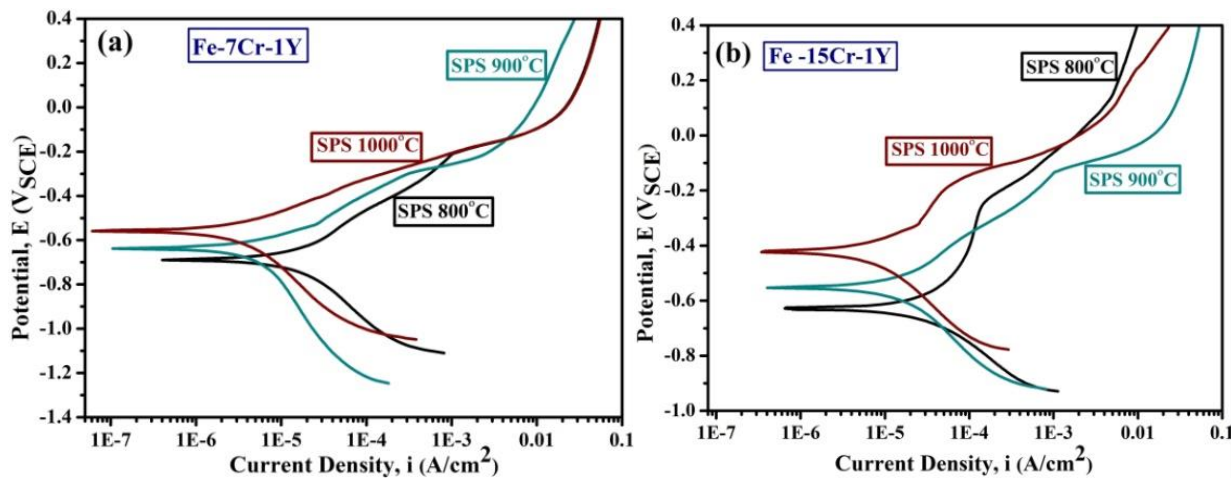 (a)
Fe-7Cr-1Y
SPS 900°C
SPS 1000°C
SPS 800°C
0.4
0.2
0.0
-0.2
-0.4
-0.6
-0.8
-1.0
-1.2
-1.4
Potential, E (V_SCE)
1E-7
1E-6
1E-5
1E-4
1E-3
0.01
0.1
Current Density, i (A/cm²)
(b)
Fe -15Cr-1Y
SPS 800°C
SPS 1000°C
SPS 900°C
0.4
0.2
0.0
-0.2
-0.4
-0.6
-0.8
-1.0
Potential, E (V_SCE)
1E-7
1E-6
1E-5
1E-4
1E-3
0.01
0.1
Current Density, i (A/cm²)